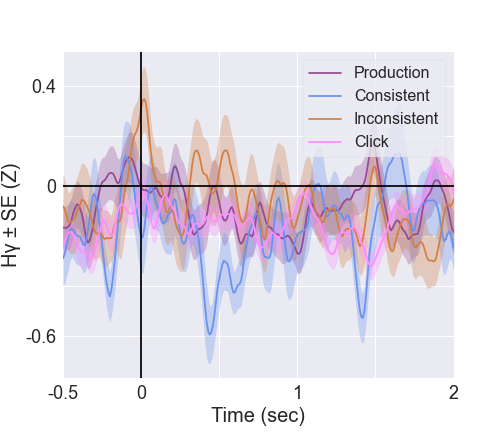 Production
Consistent
Inconsistent
Click
Hγ ± SE (Z)
0.4
0
-0.6
-0.5
0
1
2
Time (sec)